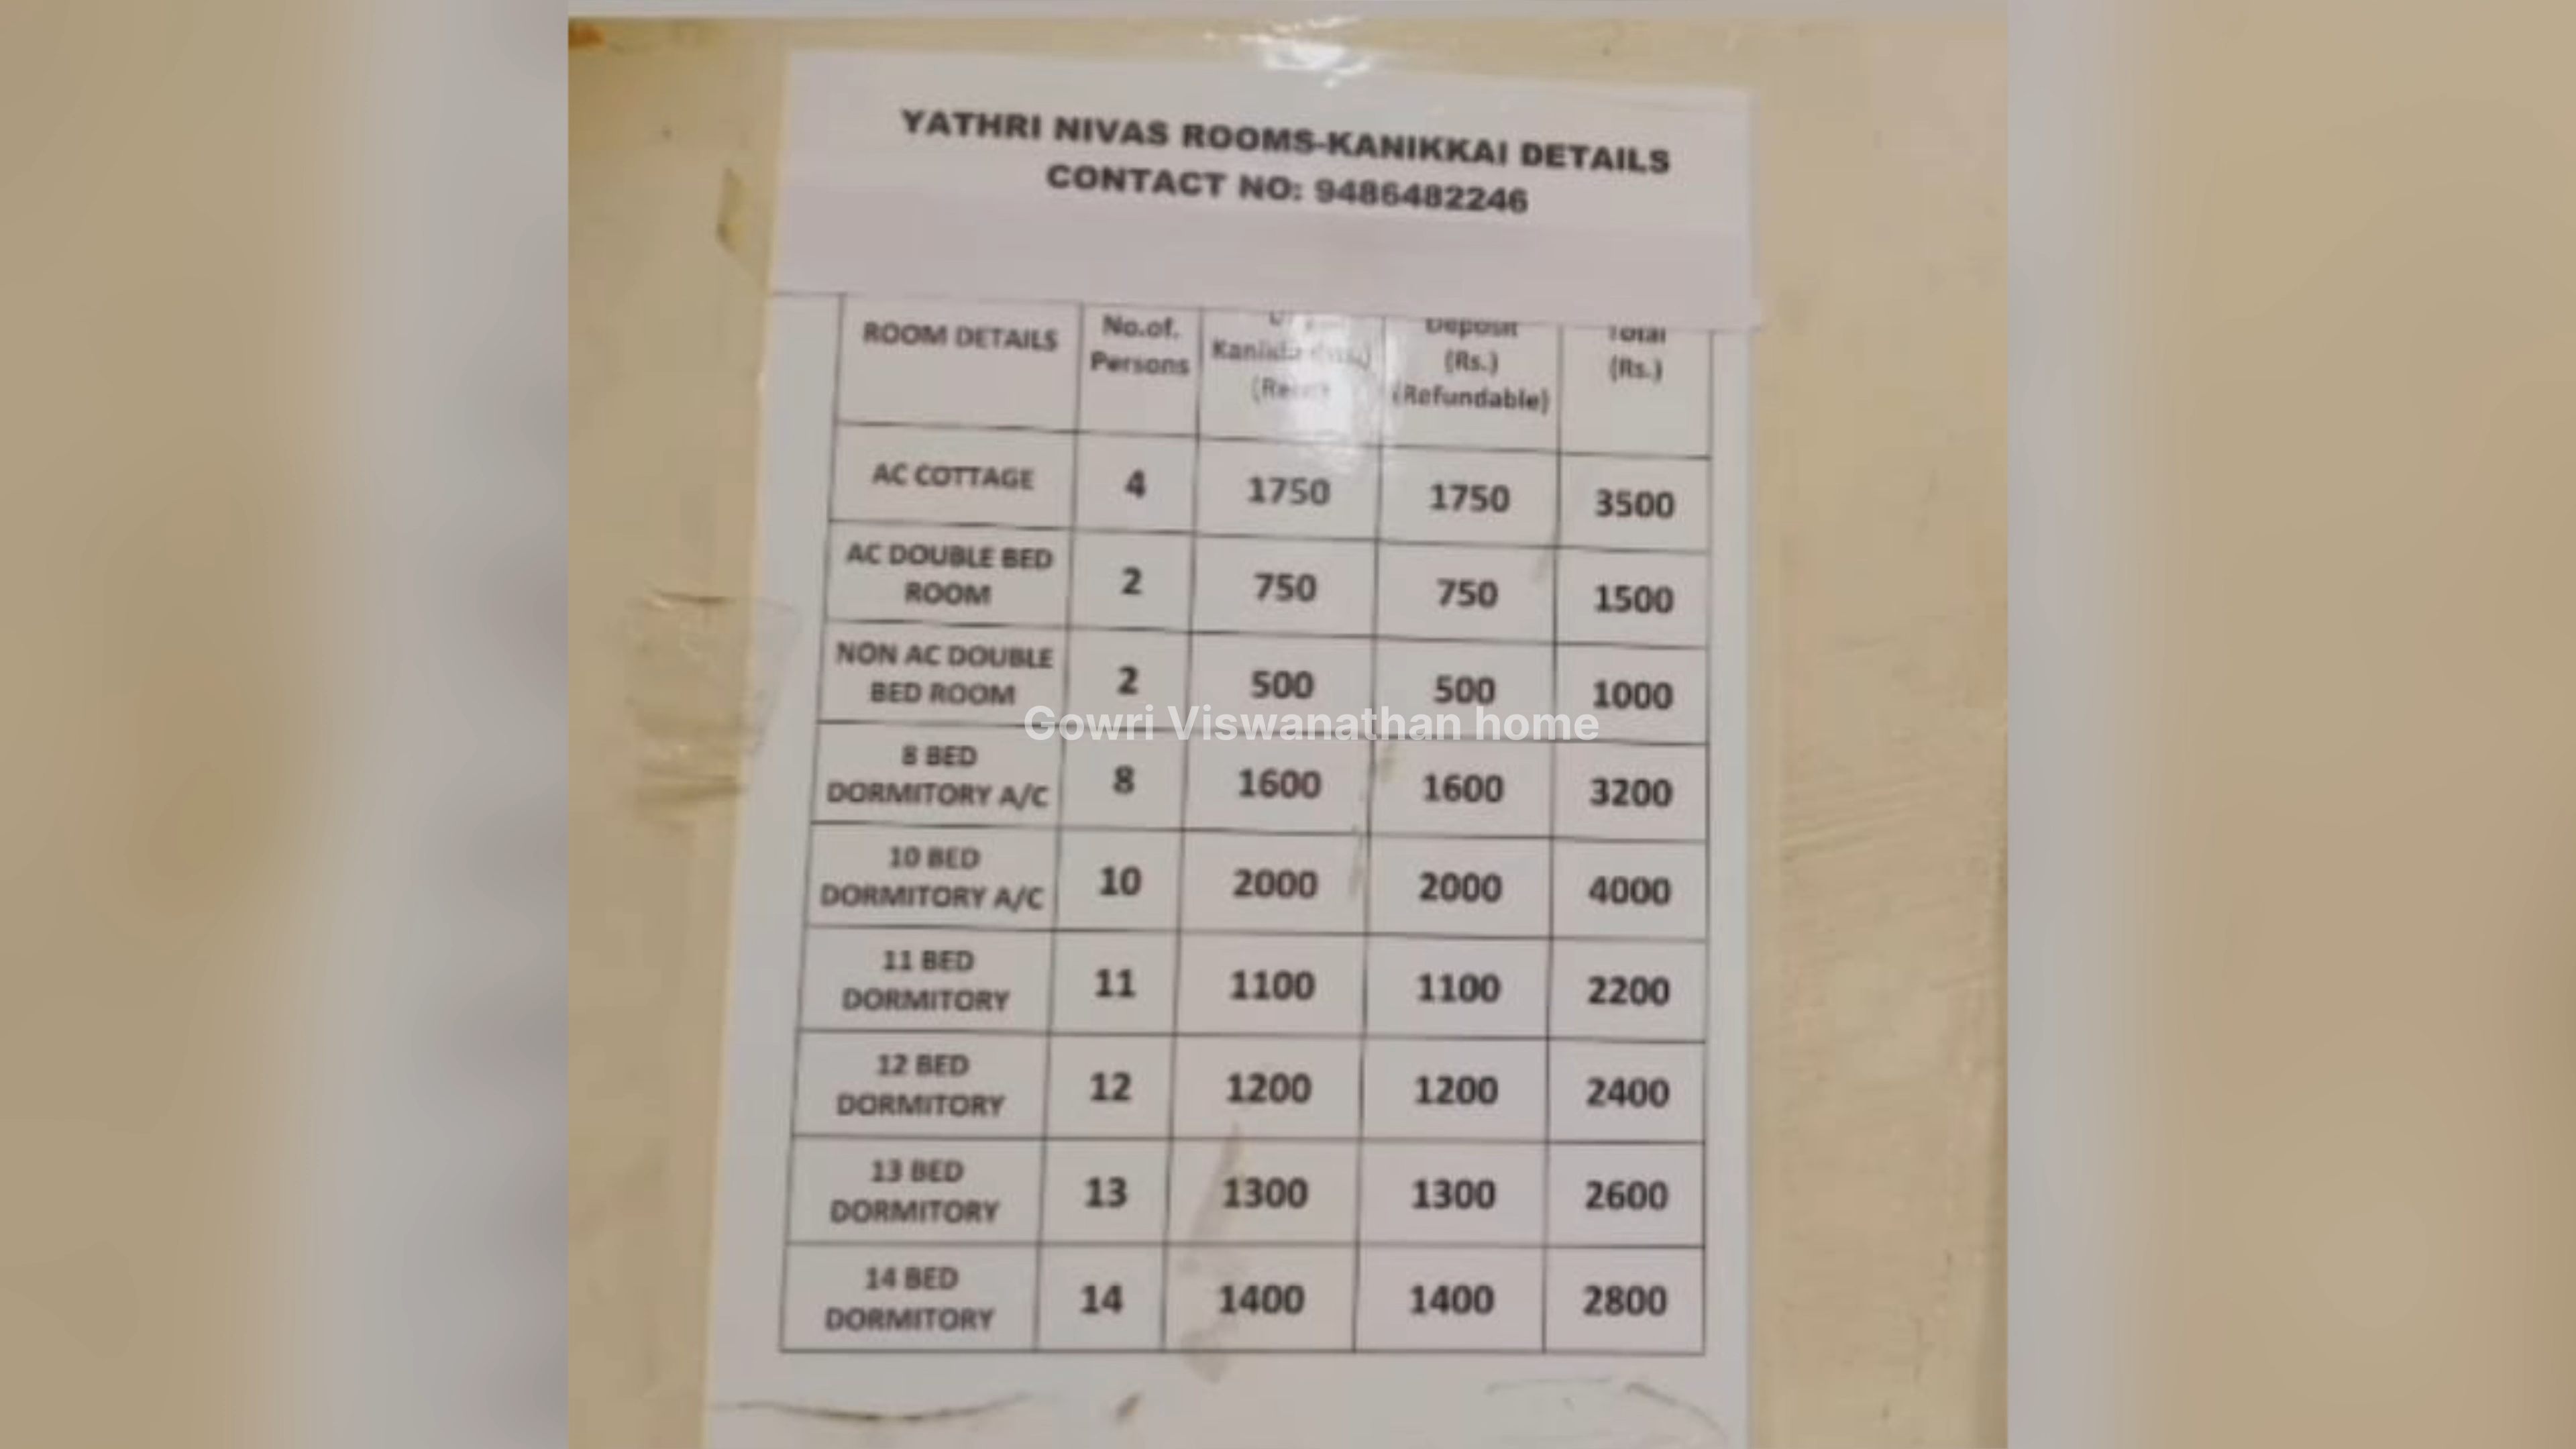 YATHRI NIVAS ROOMS-KANIKKAI DETAILS
CONTACT NO: 9486482246
ROOM DETAILS
No.of.
Persons
Deposit
(Rs.)
(Refundable)
Total
(Rs.)
AC COTTAGE
4
1750
1750
3500
AC DOUBLE BED
ROOM
2
750
750
1500
NON AC DOUBLE
BED ROOM
2
500
500
1000
Gowri Viswanathan home
8 BED
DORMITORY A/C
8
1600
1600
3200
10 BED
DORMITORY A/C
10
2000
2000
4000
11 BED
DORMITORY
11
1100
1100
2200
12 BED
DORMITORY
12
1200
1200
2400
13 BED
DORMITORY
13
1300
1300
2600
14 BED
DORMITORY
14
1400
1400
2800